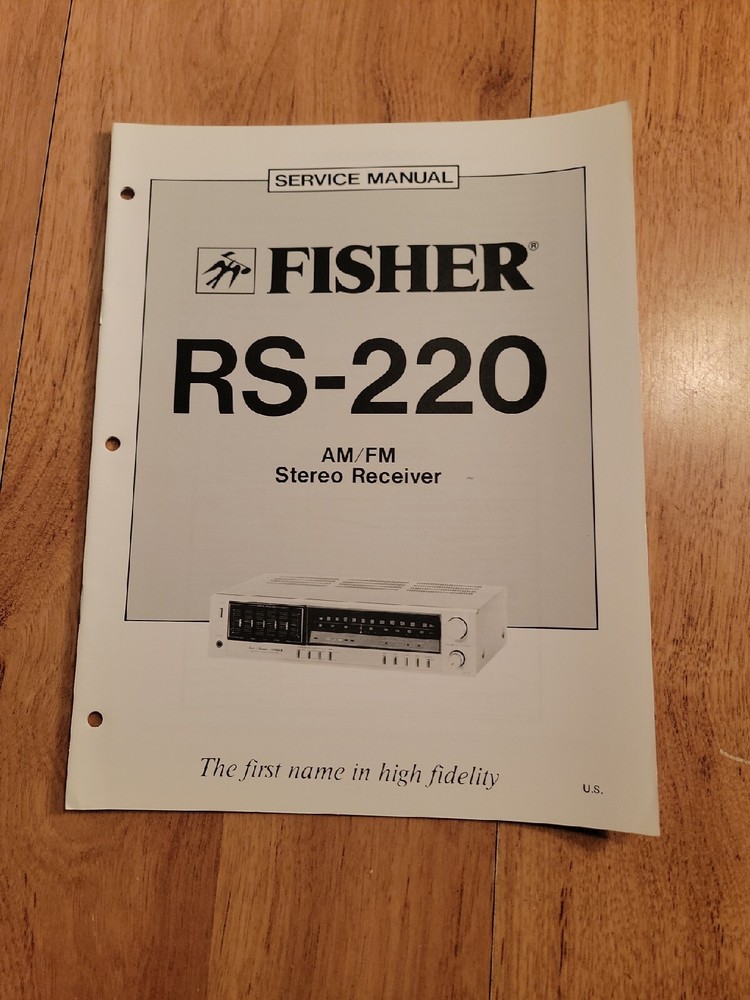 SERVICE MANUAL
FISHER®
RS-220
AM/FM
Stereo Receiver
The first name in high fidelity
U.S.